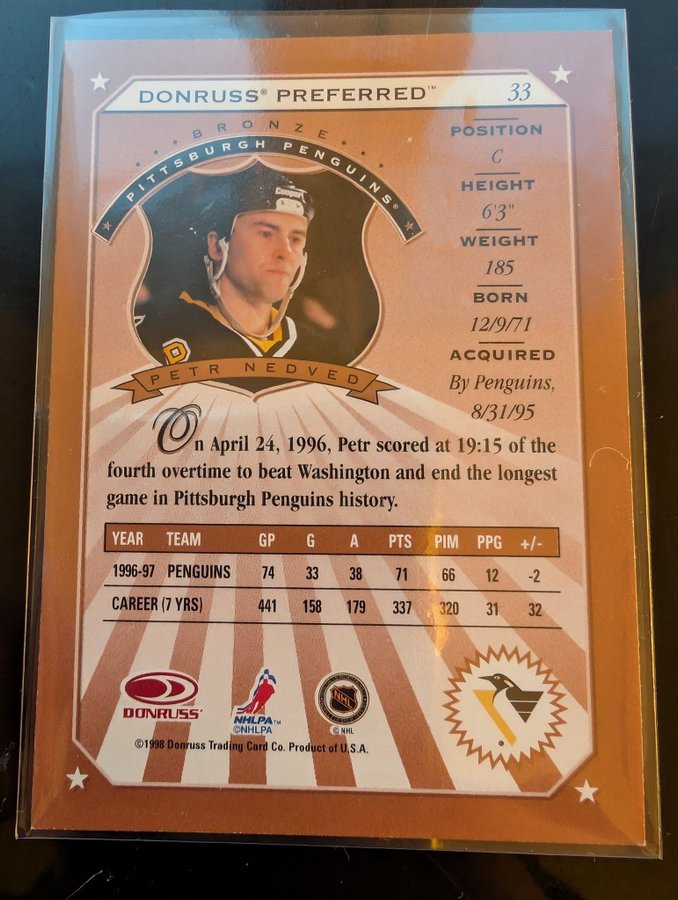 DONRUSS® PREFERRED™ 33
BRONZE
PITTSBURGH PENGUINS®
Cooper
PETR NEDVED
POSITION
C
HEIGHT
6'3"
WEIGHT
185
BORN
12/9/71
ACQUIRED
By Penguins,
8/31/95
On April 24, 1996, Petr scored at 19:15 of the
fourth overtime to beat Washington and end the longest
game in Pittsburgh Penguins history.
YEAR TEAM GP G A PTS PIM PPG +/-
1996-97 PENGUINS 74 33 38 71 66 12 -2
CAREER (7 YRS) 441 158 179 337 320 31 32
DONRUSS®
NHLPA™
©NHLPA
NHL
© NHL
®
©1998 Donruss Trading Card Co. Product of U.S.A.